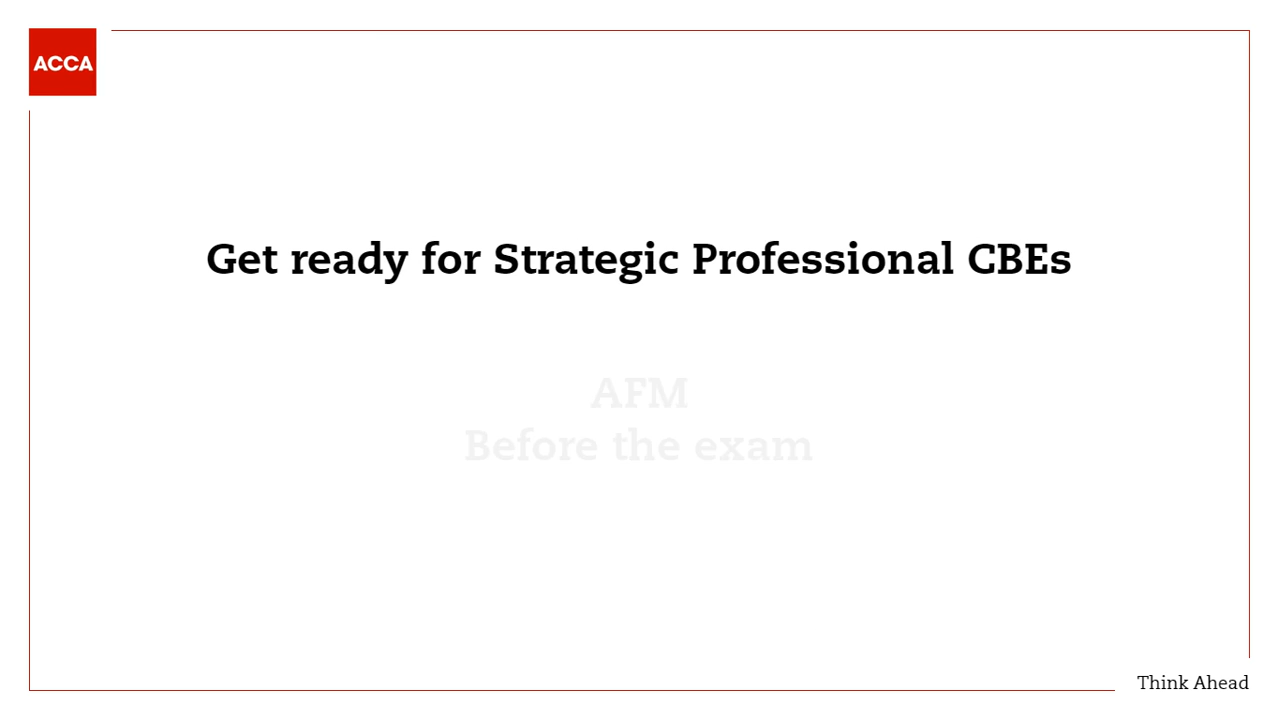 ACCA
Get ready for Strategic Professional CBEs
AFM
Before the exam
Think Ahead